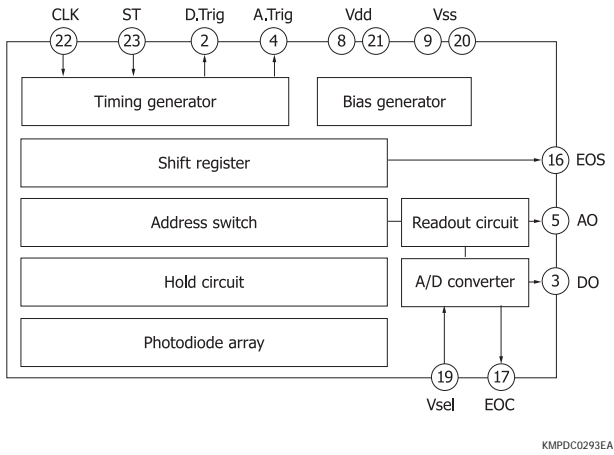 CLK ST D.Trig A.Trig Vdd Vss
22 23 2 4 8 21 9 20
Timing generator Bias generator
Shift register 16 EOS
Address switch Readout circuit 5 AO
Hold circuit A/D converter 3 DO
Photodiode array
19 17
Vsel EOC
KMPDC0293EA